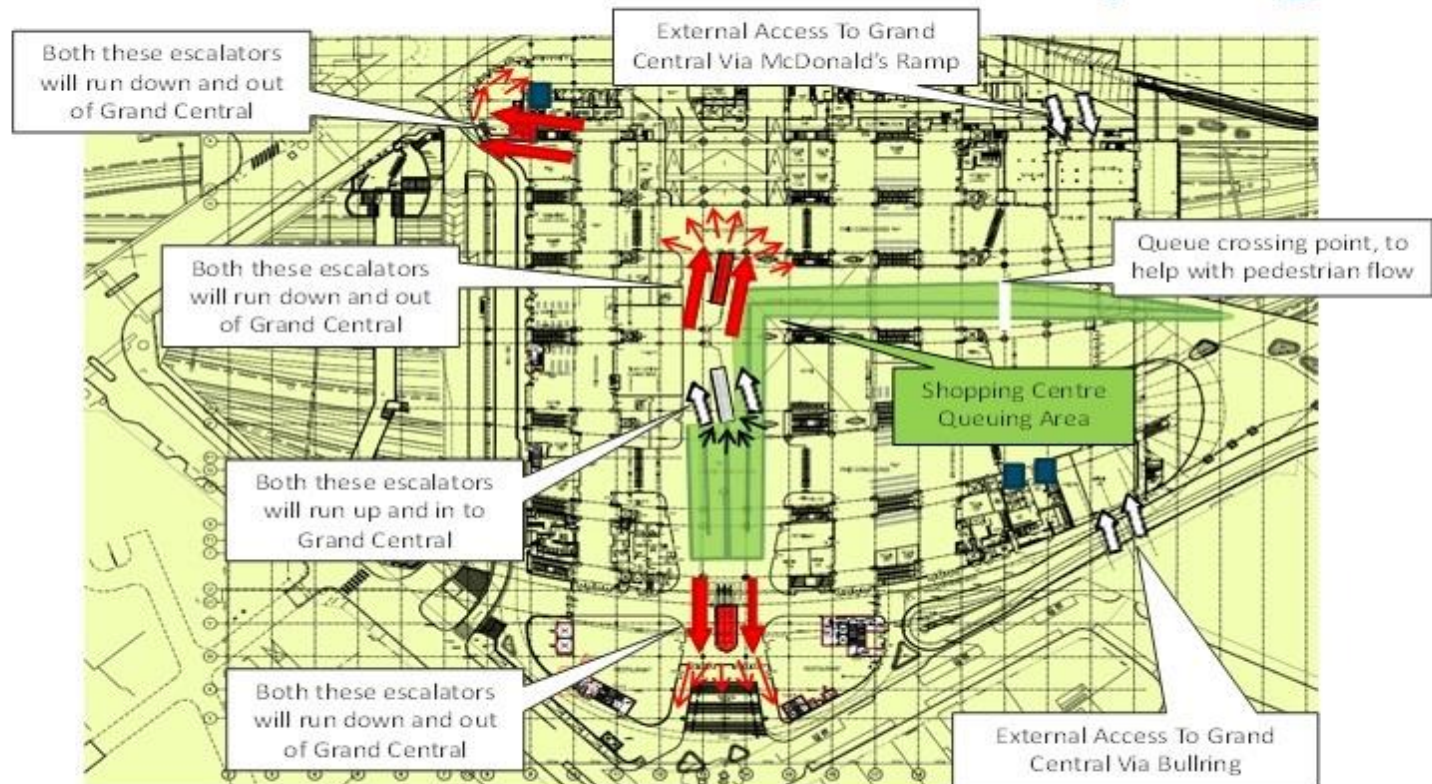 External Access To Grand
Central Via McDonald's Ramp
Both these escalators
will run down and out
of Grand Central
Queue crossing point, to
help with pedestrian flow
Both these escalators
will run down and out
of Grand Central
Shopping Centre
Queuing Area
Both these escalators
will run up and in to
Grand Central
Both these escalators
will run down and out
of Grand Central
External Access To Grand
Central Via Bullring